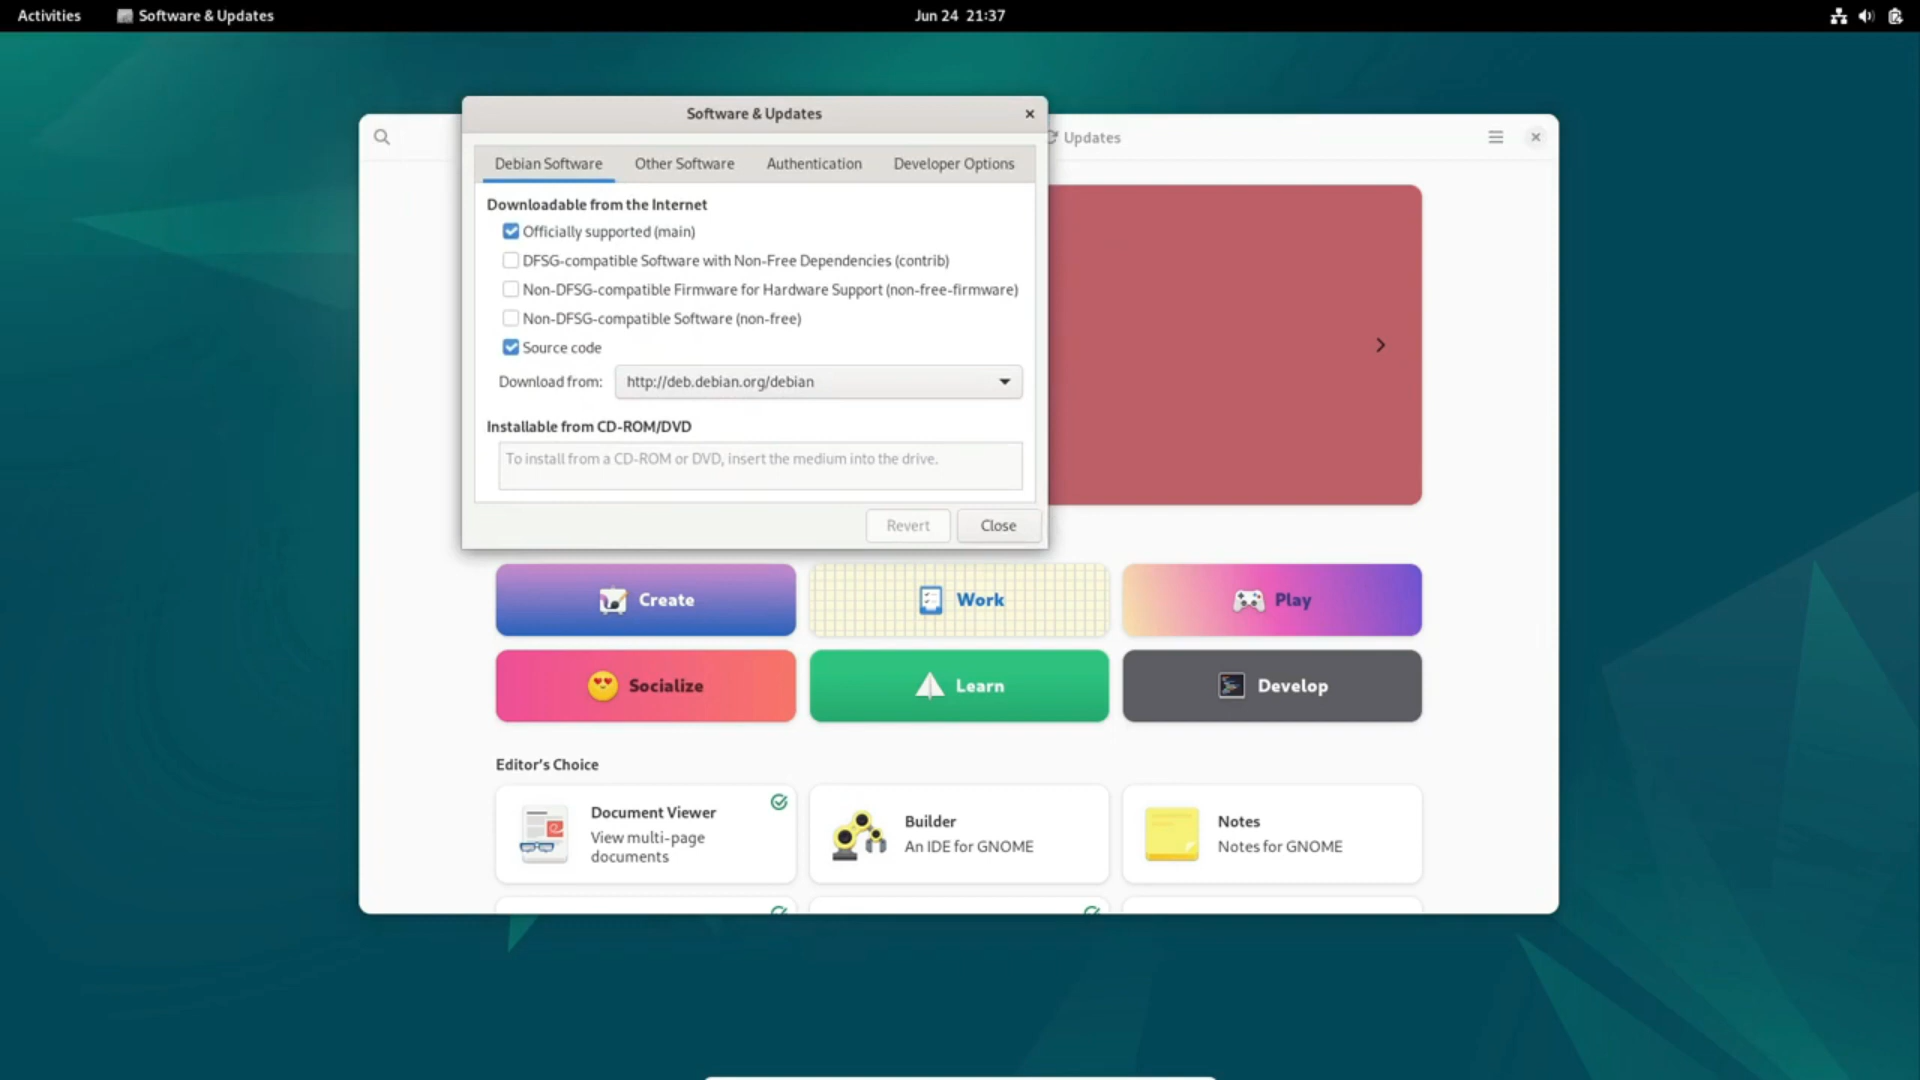 Activities
Software & Updates
Jun 24 21:37
Software & Updates
Updates
Debian Software
Other Software
Authentication
Developer Options
Downloadable from the Internet
Officially supported (main)
DFSG-compatible Software with Non-Free Dependencies (contrib)
Non-DFSG-compatible Firmware for Hardware Support (non-free-firmware)
Non-DFSG-compatible Software (non-free)
Source code
Download from:
http://deb.debian.org/debian
Installable from CD-ROM/DVD
To install from a CD-ROM or DVD, insert the medium into the drive.
Revert
Close
Create
Work
Play
Socialize
Learn
Develop
Editor's Choice
Document Viewer
View multi-page
documents
Builder
An IDE for GNOME
Notes
Notes for GNOME